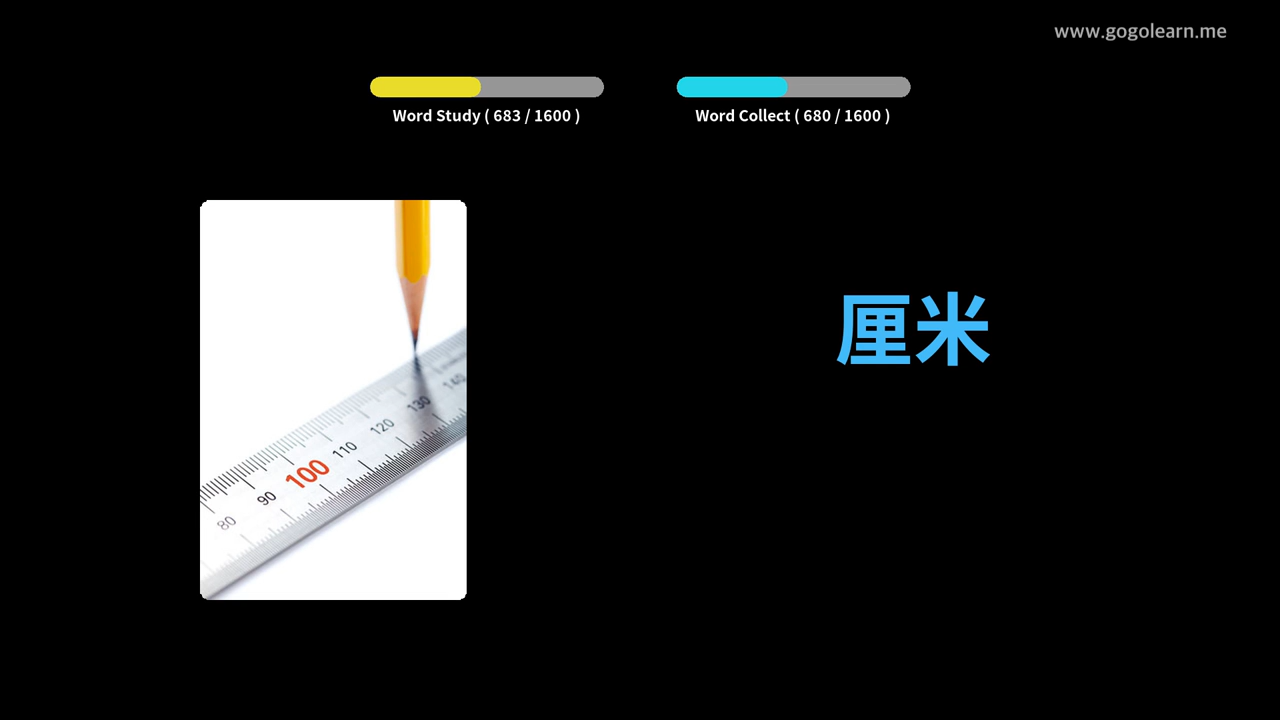 www.gogolearn.me
Word Study ( 683 / 1600 )
Word Collect ( 680 / 1600 )
厘米
80
90
100
110
120
130
140